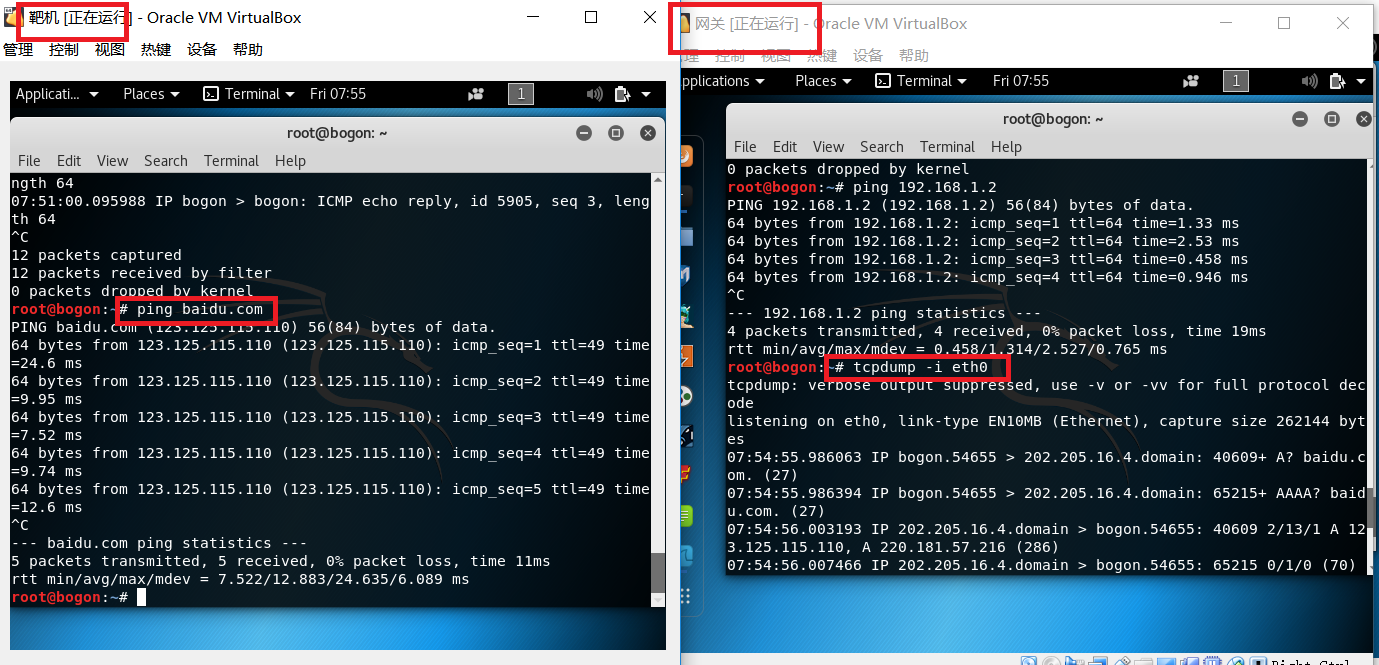 靶机 [正在运行] - Oracle VM VirtualBox
管理 控制 视图 热键 设备 帮助
Applicati... Places Terminal Fri 07:55 1
root@bogon: ~
File Edit View Search Terminal Help
ngth 64
07:51:00.095988 IP bogon > bogon: ICMP echo reply, id 5905, seq 3, leng
th 64
^C
12 packets captured
12 packets received by filter
0 packets dropped by kernel
root@bogon:~# ping baidu.com
PING baidu.com (123.125.115.110) 56(84) bytes of data.
64 bytes from 123.125.115.110 (123.125.115.110): icmp_seq=1 ttl=49 time
=24.6 ms
64 bytes from 123.125.115.110 (123.125.115.110): icmp_seq=2 ttl=49 time
=9.95 ms
64 bytes from 123.125.115.110 (123.125.115.110): icmp_seq=3 ttl=49 time
=7.52 ms
64 bytes from 123.125.115.110 (123.125.115.110): icmp_seq=4 ttl=49 time
=9.74 ms
64 bytes from 123.125.115.110 (123.125.115.110): icmp_seq=5 ttl=49 time
=12.6 ms
^C
--- baidu.com ping statistics ---
5 packets transmitted, 5 received, 0% packet loss, time 11ms
rtt min/avg/max/mdev = 7.522/12.883/24.635/6.089 ms
root@bogon:~#
网关 [正在运行] - Oracle VM VirtualBox
理 控制 视图 热键 设备 帮助
pplications Places Terminal Fri 07:55 1
root@bogon: ~
File Edit View Search Terminal Help
0 packets dropped by kernel
root@bogon:~# ping 192.168.1.2
PING 192.168.1.2 (192.168.1.2) 56(84) bytes of data.
64 bytes from 192.168.1.2: icmp_seq=1 ttl=64 time=1.33 ms
64 bytes from 192.168.1.2: icmp_seq=2 ttl=64 time=2.53 ms
64 bytes from 192.168.1.2: icmp_seq=3 ttl=64 time=0.458 ms
64 bytes from 192.168.1.2: icmp_seq=4 ttl=64 time=0.946 ms
^C
--- 192.168.1.2 ping statistics ---
4 packets transmitted, 4 received, 0% packet loss, time 19ms
rtt min/avg/max/mdev = 0.458/1.314/2.527/0.765 ms
root@bogon:~# tcpdump -i eth0
tcpdump: verbose output suppressed, use -v or -vv for full protocol dec
ode
listening on eth0, link-type EN10MB (Ethernet), capture size 262144 byt
es
07:54:55.986063 IP bogon.54655 > 202.205.16.4.domain: 40609+ A? baidu.c
om. (27)
07:54:55.986394 IP bogon.54655 > 202.205.16.4.domain: 65215+ AAAA? baid
u.com. (27)
07:54:56.003193 IP 202.205.16.4.domain > bogon.54655: 40609 2/13/1 A 12
3.125.115.110, A 220.181.57.216 (286)
07:54:56.007466 IP 202.205.16.4.domain > bogon.54655: 65215 0/1/0 (70)
Right Ctrl